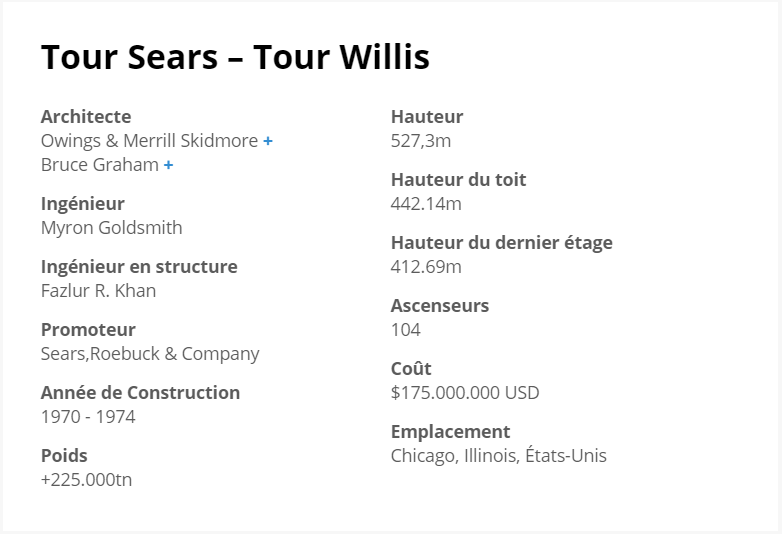 Tour Sears – Tour Willis
Architecte
Owings & Merrill Skidmore +
Bruce Graham +
Ingénieur
Myron Goldsmith
Ingénieur en structure
Fazlur R. Khan
Promoteur
Sears,Roebuck & Company
Année de Construction
1970 - 1974
Poids
+225.000tn
Hauteur
527,3m
Hauteur du toit
442.14m
Hauteur du dernier étage
412.69m
Ascenseurs
104
Coût
$175.000.000 USD
Emplacement
Chicago, Illinois, États-Unis